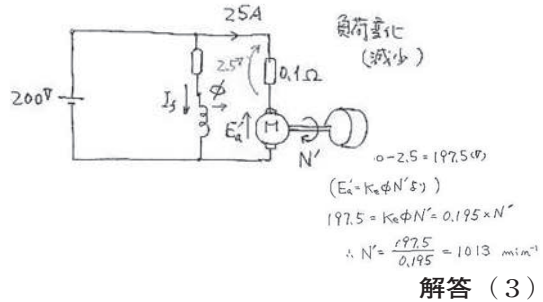 25A
負荷変化
(減少)
2.5V
0.1Ω
200V
If
φ
Ea'
M
N'
0-2.5=197.5(V)
(Ea'=KeφN'より)
197.5=KeφN'=0.195×N'
∴ N'=197.5/0.195=1013 min⁻¹
解答（3）